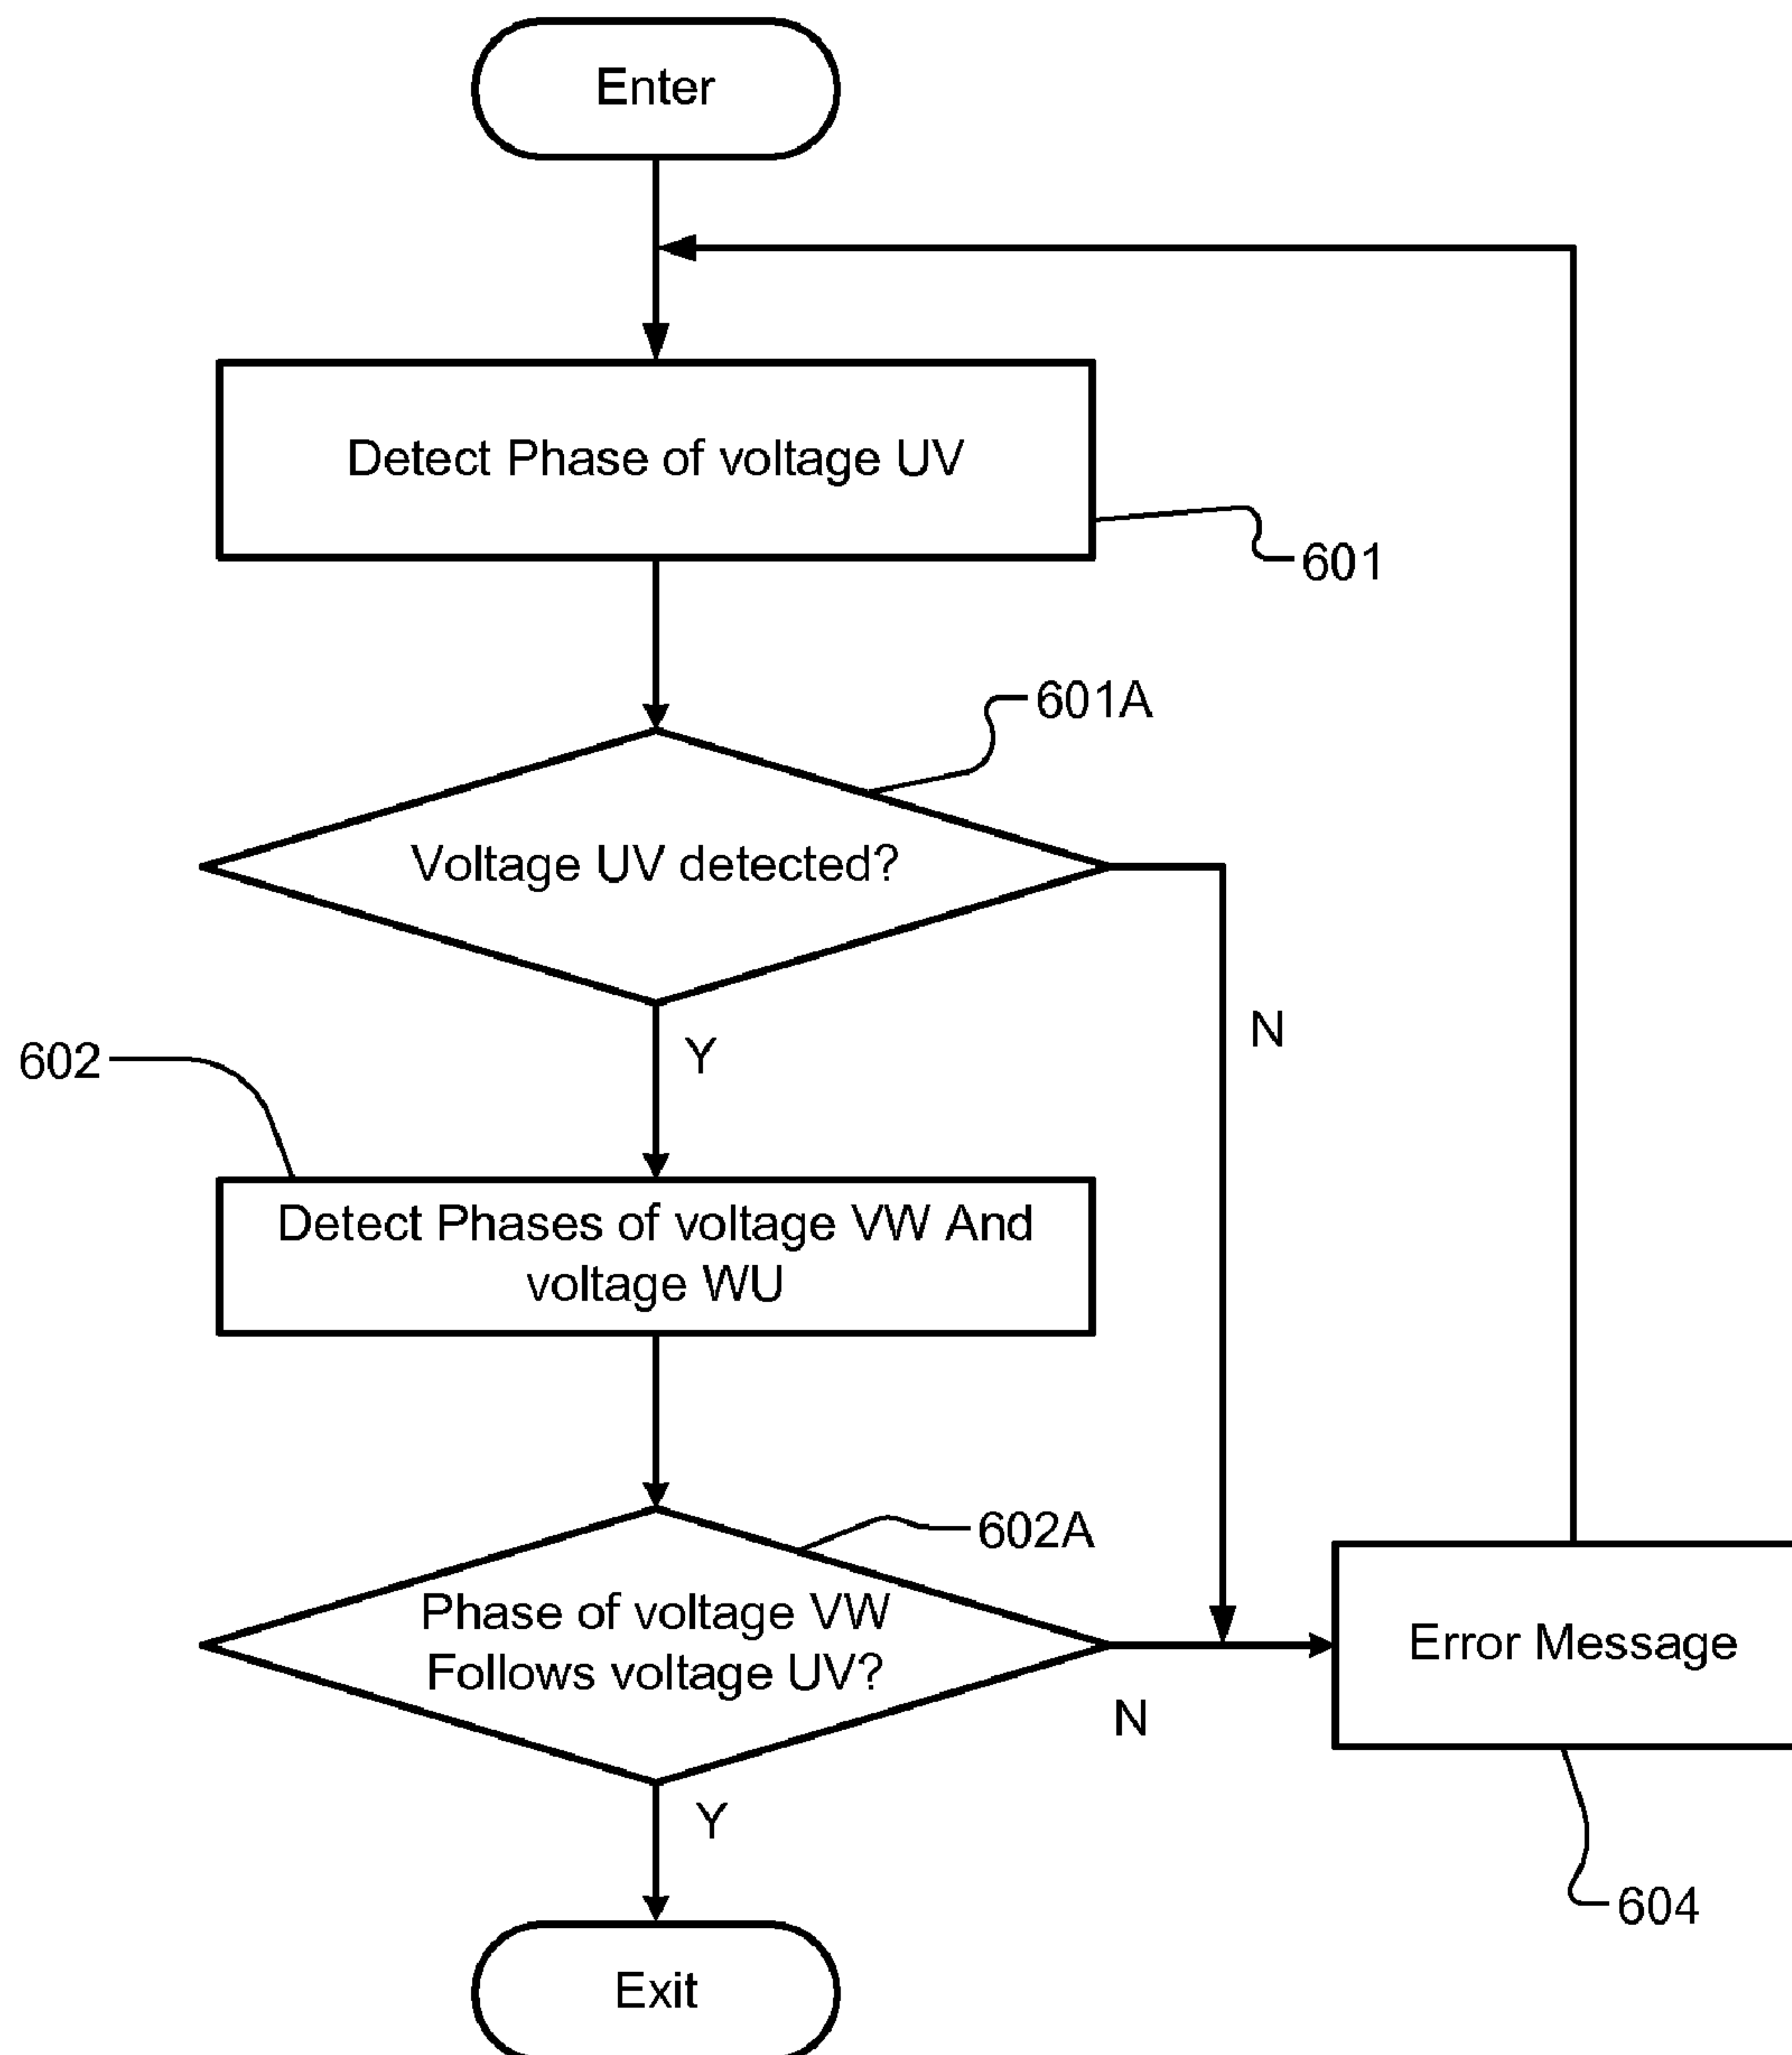 Enter
Detect Phase of voltage UV
601
601A
Voltage UV detected?
N
602
Y
Detect Phases of voltage VW And
voltage WU
602A
Phase of voltage VW
Follows voltage UV?
Error Message
N
Y
604
Exit